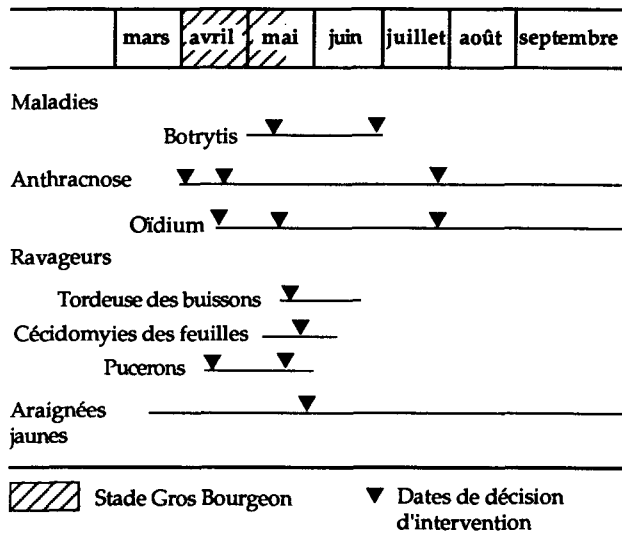 mars avril mai juin juillet août septembre
Maladies
Botrytis
Anthracnose
Oïdium
Ravageurs
Tordeuse des buissons
Cécidomyies des feuilles
Pucerons
Araignées
jaunes
Stade Gros Bourgeon
Dates de décision
d'intervention